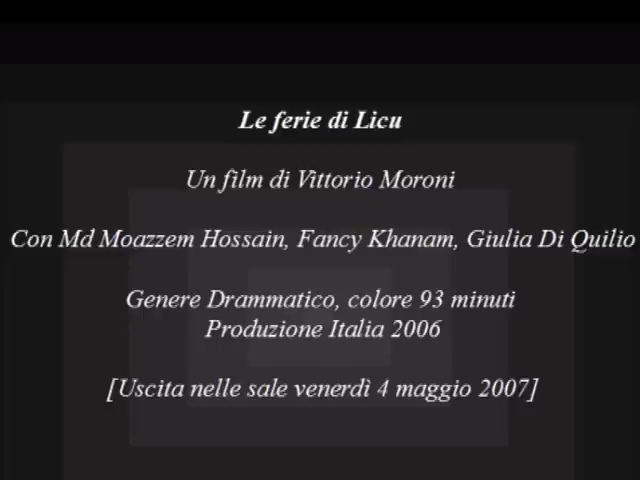 Le ferie di Licu
Un film di Vittorio Moroni
Con Md Moazzem Hossain, Fancy Khanam, Giulia Di Quilio
Genere Drammatico, colore 93 minuti
Produzione Italia 2006
[Uscita nelle sale venerdì 4 maggio 2007]